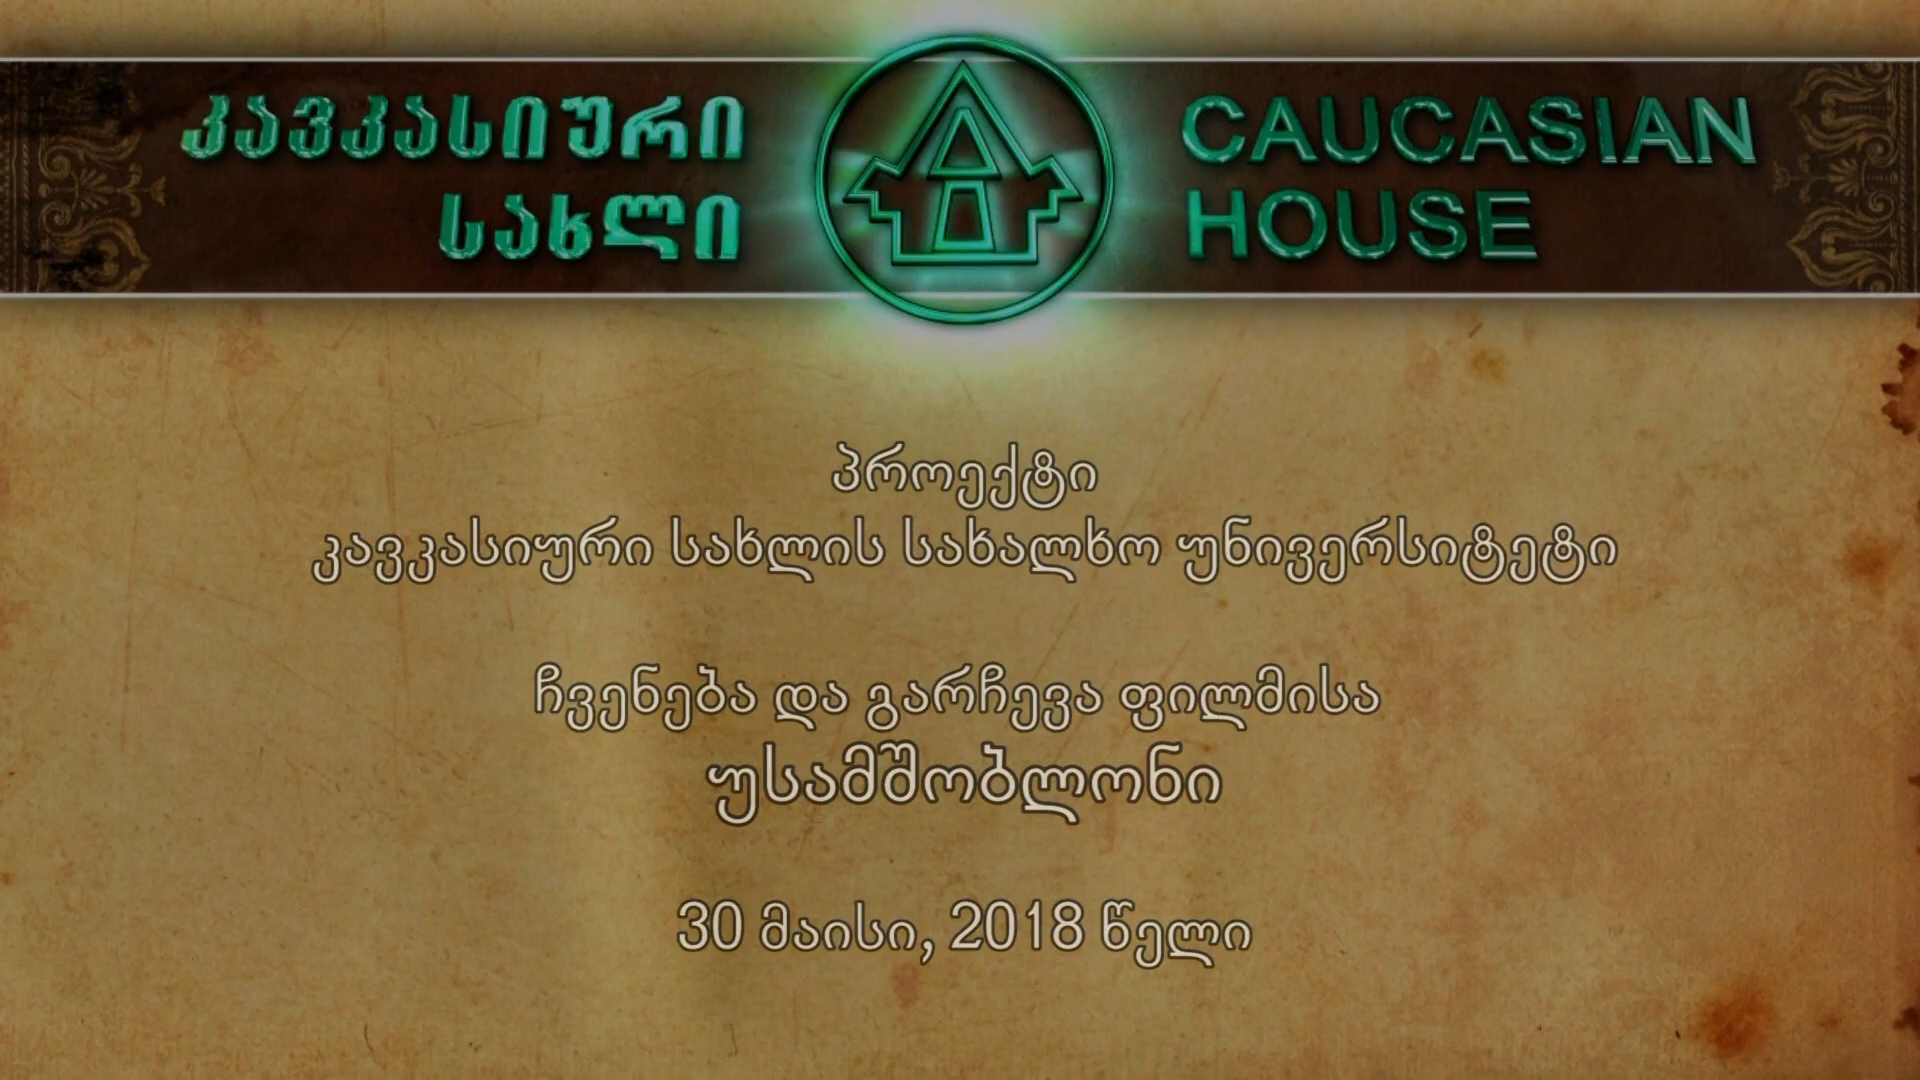 კავკასიური
სახლი
CAUCASIAN
HOUSE
პროექტი
კავკასიური სახლის სახალხო უნივერსიტეტი
ჩვენება და გარჩევა ფილმისა
უსამშობლონი
30 მაისი, 2018 წელი